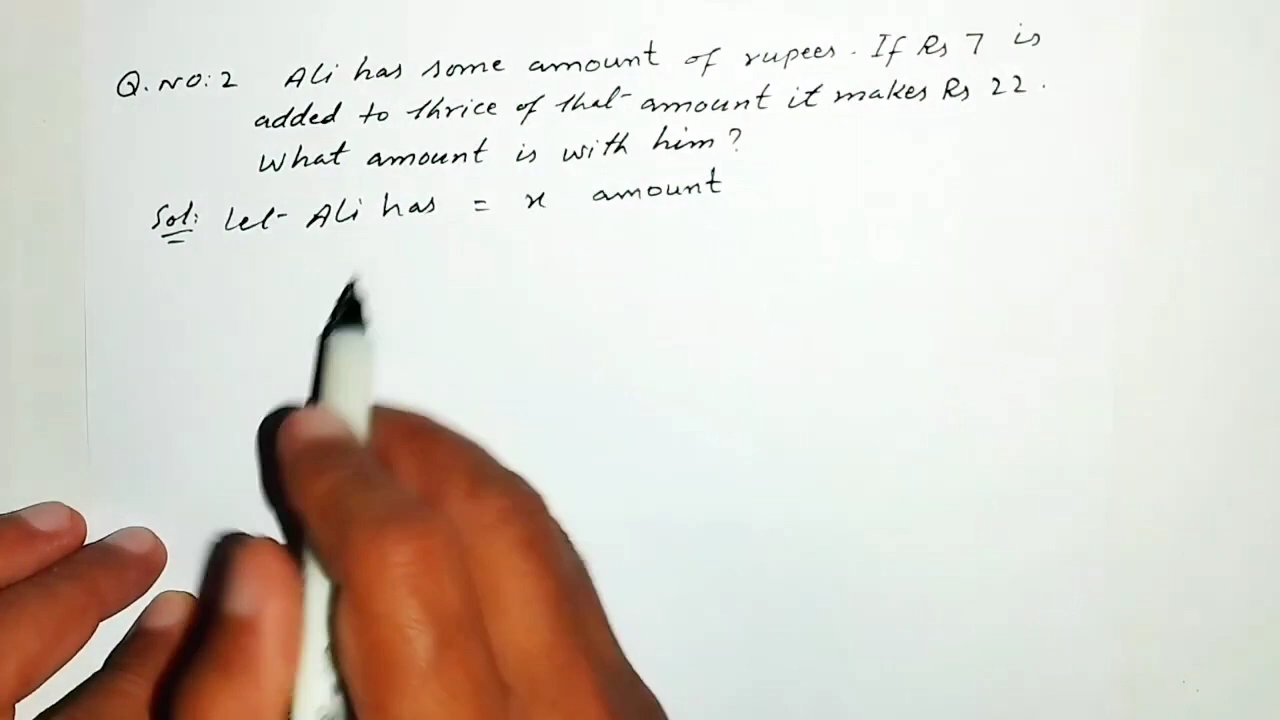 Q.NO:2 Ali has some amount of rupees. If Rs 7 is
added to thrice of that amount it makes Rs 22.
What amount is with him?
Sol: Let Ali has = x amount